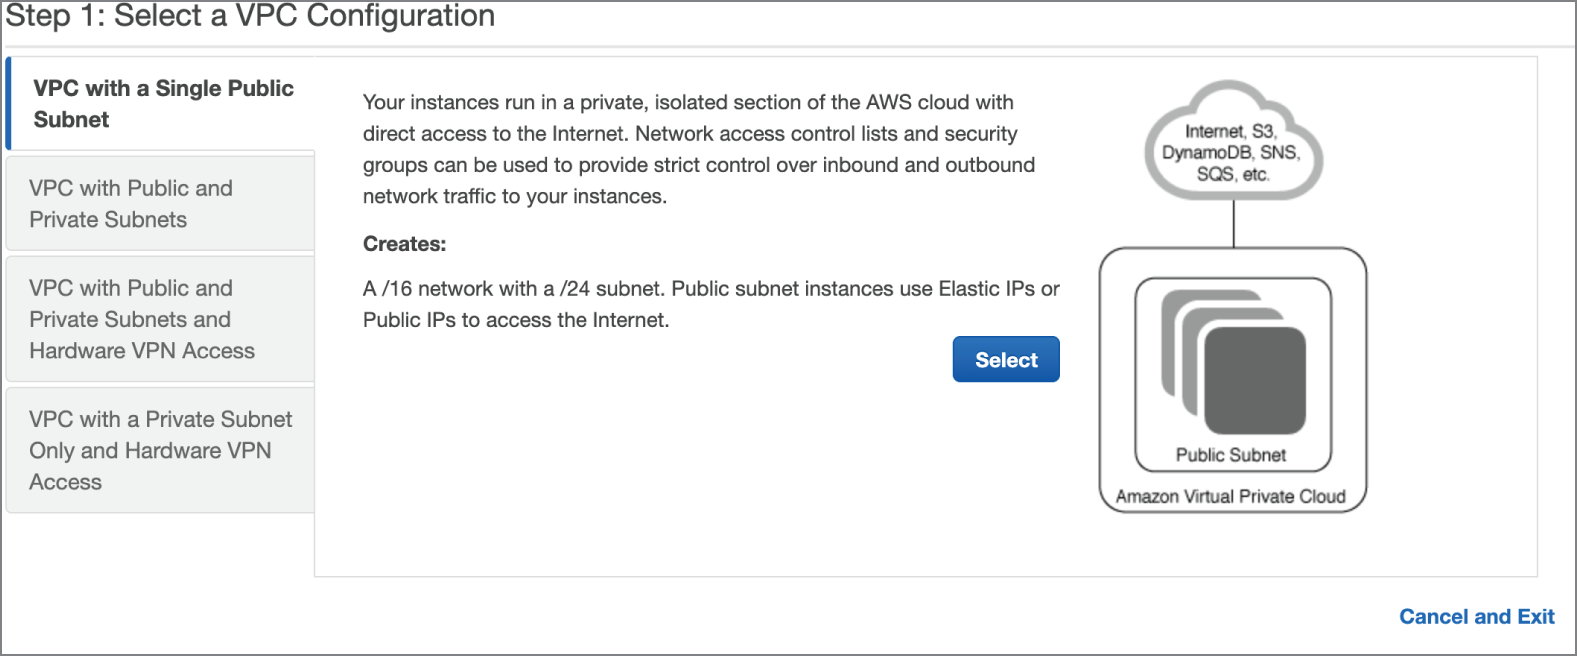 Step 1: Select a VPC Configuration
VPC with a Single Public
Subnet
VPC with Public and
Private Subnets
VPC with Public and
Private Subnets and
Hardware VPN Access
VPC with a Private Subnet
Only and Hardware VPN
Access
Your instances run in a private, isolated section of the AWS cloud with
direct access to the Internet. Network access control lists and security
groups can be used to provide strict control over inbound and outbound
network traffic to your instances.
Creates:
A /16 network with a /24 subnet. Public subnet instances use Elastic IPs or
Public IPs to access the Internet.
Select
Internet, S3,
DynamoDB, SNS,
SQS, etc.
Public Subnet
Amazon Virtual Private Cloud
Cancel and Exit